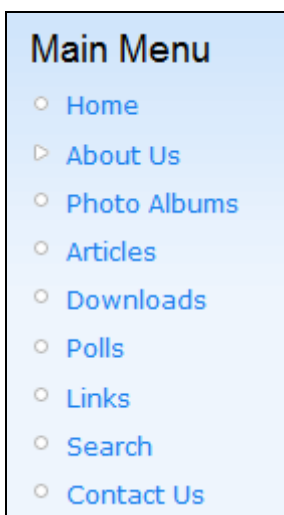 Main Menu
Home
About Us
Photo Albums
Articles
Downloads
Polls
Links
Search
Contact Us